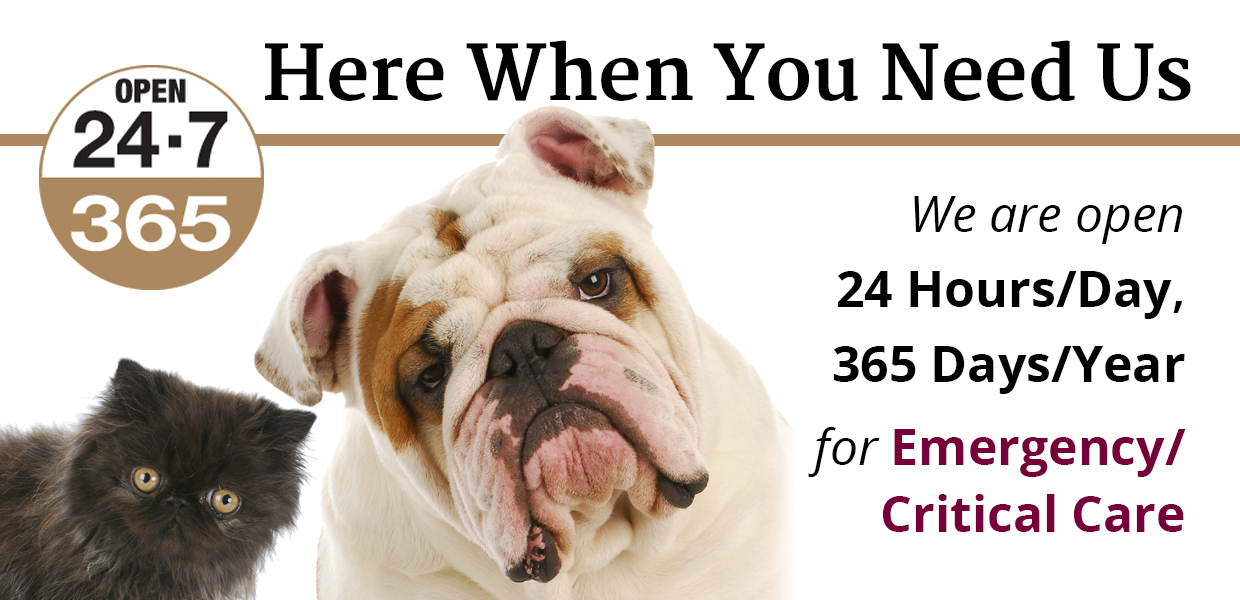 Here When You Need Us
OPEN
24·7
365
We are open
24 Hours/Day,
365 Days/Year
for Emergency/
Critical Care